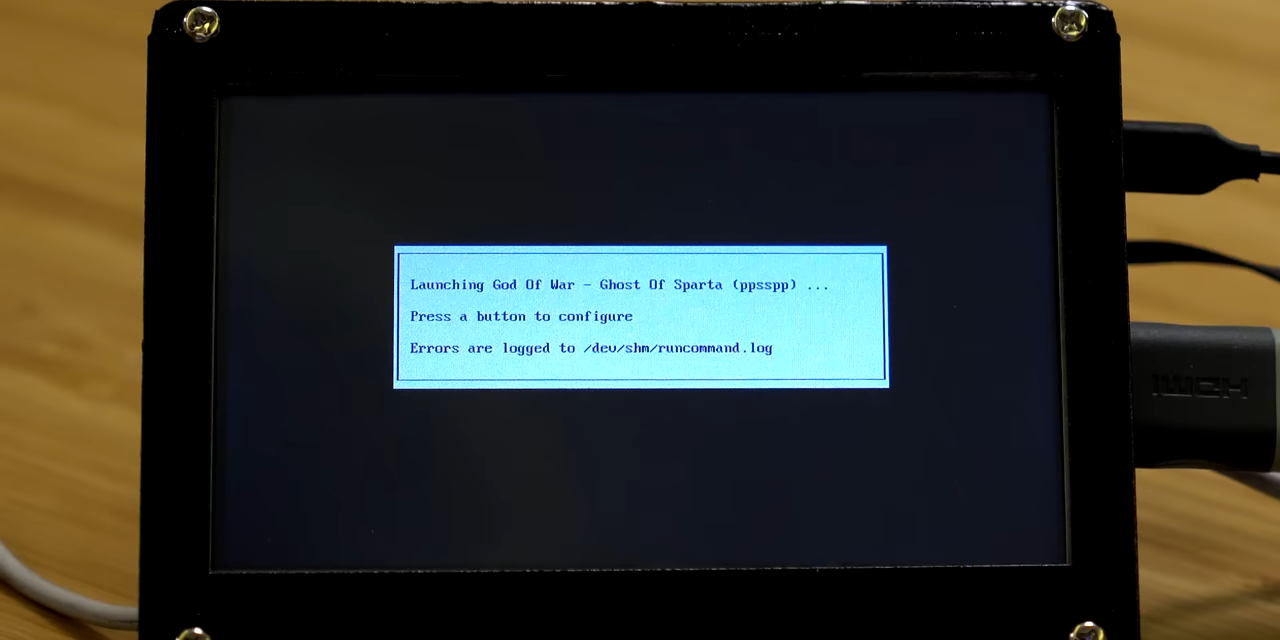 Launching God Of War - Ghost Of Sparta (ppsspp) ...
Press a button to configure
Errors are logged to /dev/shm/runcommand.log
HDMI